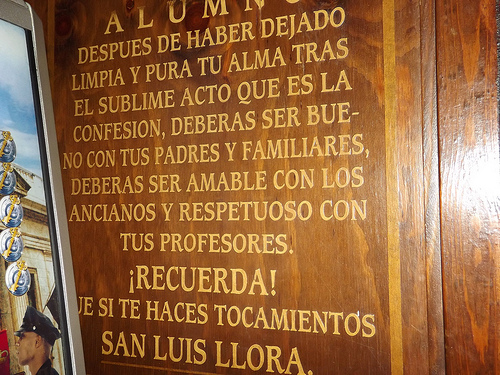 ALUMNO
DESPUES DE HABER DEJADO
LIMPIA Y PURA TU ALMA TRAS
EL SUBLIME ACTO QUE ES LA
CONFESION, DEBERAS SER BUE-
NO CON TUS PADRES Y FAMILIARES,
DEBERAS SER AMABLE CON LOS
ANCIANOS Y RESPETUOSO CON
TUS PROFESORES.
¡RECUERDA!
UE SI TE HACES TOCAMIENTOS
SAN LUIS LLORA.